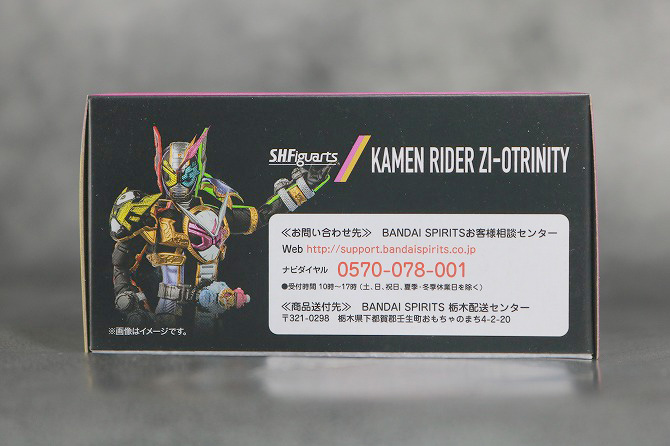 S.H.Figuarts KAMEN RIDER ZI-OTRINITY
≪お問い合わせ先≫ BANDAI SPIRITSお客様相談センター
Web http://support.bandaispirits.co.jp
ナビダイヤル 0570-078-001
●受付時間 10時～17時 (土、日、祝日、夏季・冬季休業日を除く)
≪商品送付先≫ BANDAI SPIRITS 栃木配送センター
〒321-0298 栃木県下都賀郡壬生町おもちゃのまち4-2-20
※画像はイメージです。